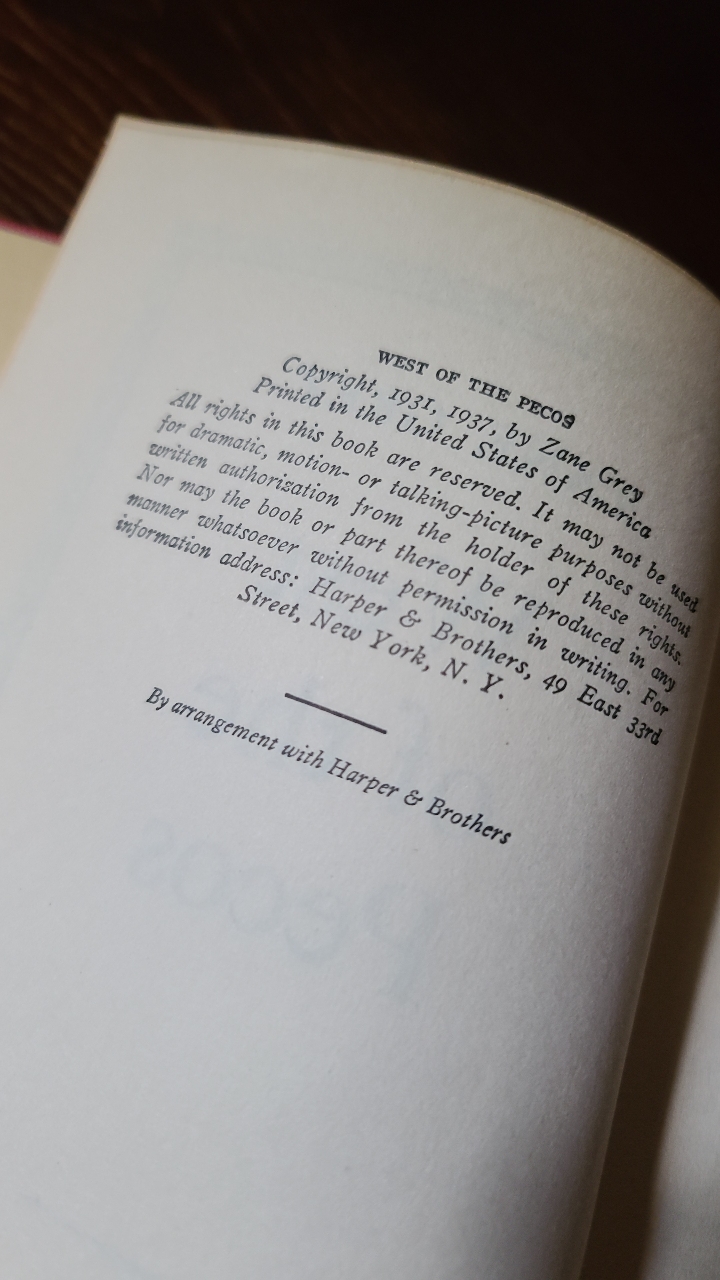 WEST OF THE PECOS
Copyright, 1931, 1937, by Zane Grey
Printed in the United States of America
All rights in this book are reserved. It may not be used
for dramatic, motion- or talking-picture purposes without
written authorization from the holder of these rights.
Nor may the book or part thereof be reproduced in any
manner whatsoever without permission in writing. For
information address: Harper & Brothers, 49 East 33rd
Street, New York, N. Y.
By arrangement with Harper & Brothers